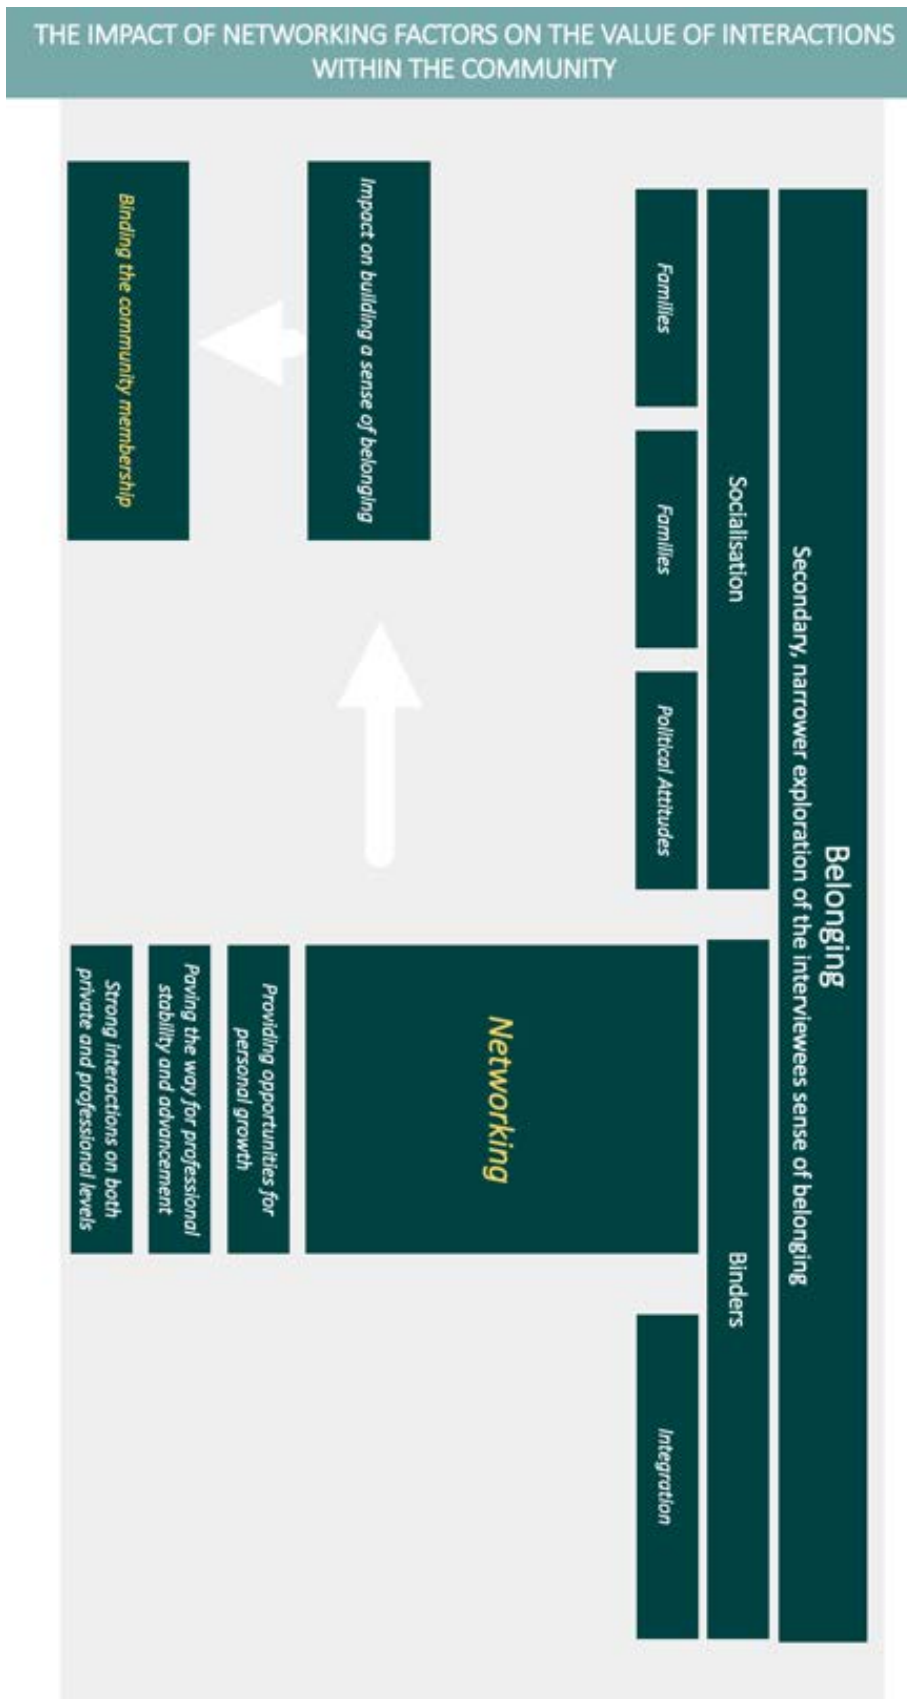 THE IMPACT OF NETWORKING FACTORS ON THE VALUE OF INTERACTIONS
WITHIN THE COMMUNITY
Belonging
Secondary, narrower exploration of the interviewees sense of belonging
Socialisation
Binders
Families
Families
Political Attitudes
Networking
Integration
Providing opportunities for
personal growth
Paving the way for professional
stability and advancement
Strong interactions on both
private and professional levels
Impact on building a sense of belonging
Binding the community membership